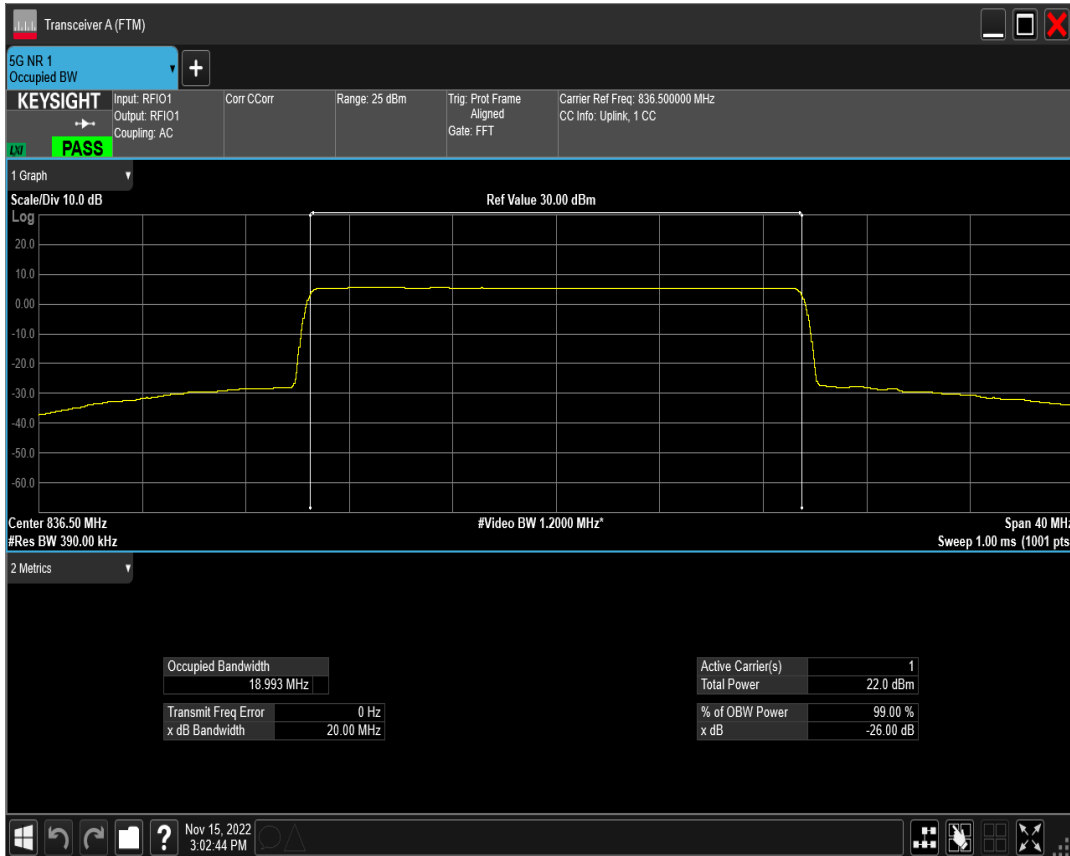 Transceiver A (FTM)
5G NR 1
Occupied BW
+
KEYSIGHT
LXI
PASS
Input: RFIO1
Output: RFIO1
Coupling: AC
Corr CCorr
Range: 25 dBm
Trig: Prot Frame
Aligned
Gate: FFT
Carrier Ref Freq: 836.500000 MHz
CC Info: Uplink, 1 CC
1 Graph
Scale/Div 10.0 dB
Ref Value 30.00 dBm
Log
20.0
10.0
0.00
-10.0
-20.0
-30.0
-40.0
-50.0
-60.0
Center 836.50 MHz
#Video BW 1.2000 MHz*
Span 40 MHz
#Res BW 390.00 kHz
Sweep 1.00 ms (1001 pts
2 Metrics
Occupied Bandwidth
18.993 MHz
Transmit Freq Error 0 Hz
x dB Bandwidth 20.00 MHz
Active Carrier(s) 1
Total Power 22.0 dBm
% of OBW Power 99.00 %
x dB -26.00 dB
?
Nov 15, 2022
3:02:44 PM